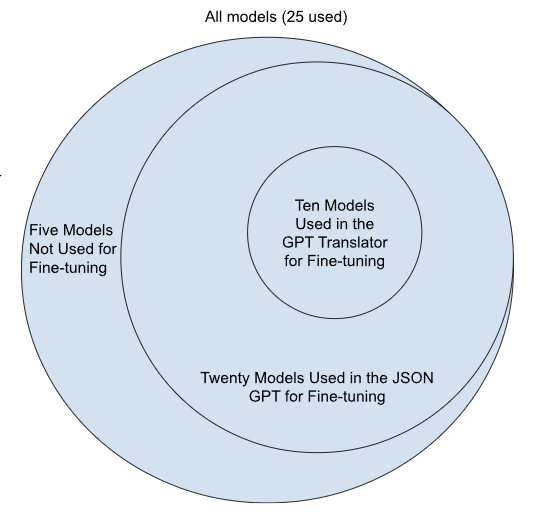 All models (25 used)
Ten Models
Used in the
GPT Translator
for Fine-tuning
Five Models
Not Used for
Fine-tuning
Twenty Models Used in the JSON
GPT for Fine-tuning